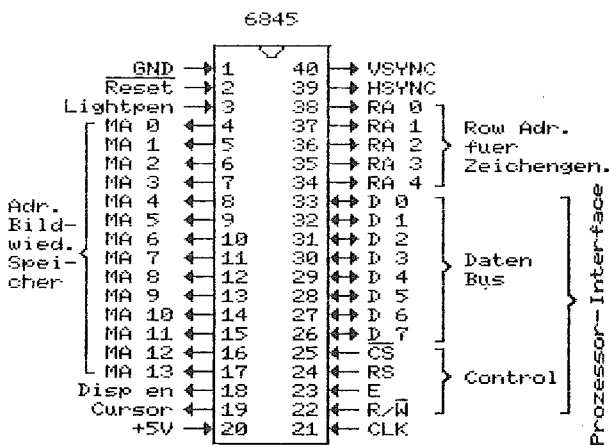 6845
GND 1 40 VSYNC
Reset 2 39 HSYNC
Lightpen 3 38 RA 0
MA 0 4 37 RA 1
MA 1 5 36 RA 2
MA 2 6 35 RA 3
MA 3 7 34 RA 4
MA 4 8 33 D 0
MA 5 9 32 D 1
MA 6 10 31 D 2
MA 7 11 30 D 3
MA 8 12 29 D 4
MA 9 13 28 D 5
MA 10 14 27 D 6
MA 11 15 26 D 7
MA 12 16 25 CS
MA 13 17 24 RS
Disp en 18 23 E
Cursor 19 22 R/W
+5V 20 21 CLK
Adr.
Bild-
wied.
Spei-
cher
Row Adr.
fuer
Zeichengen.
Daten
Bus
Control
Prozessor-Interface